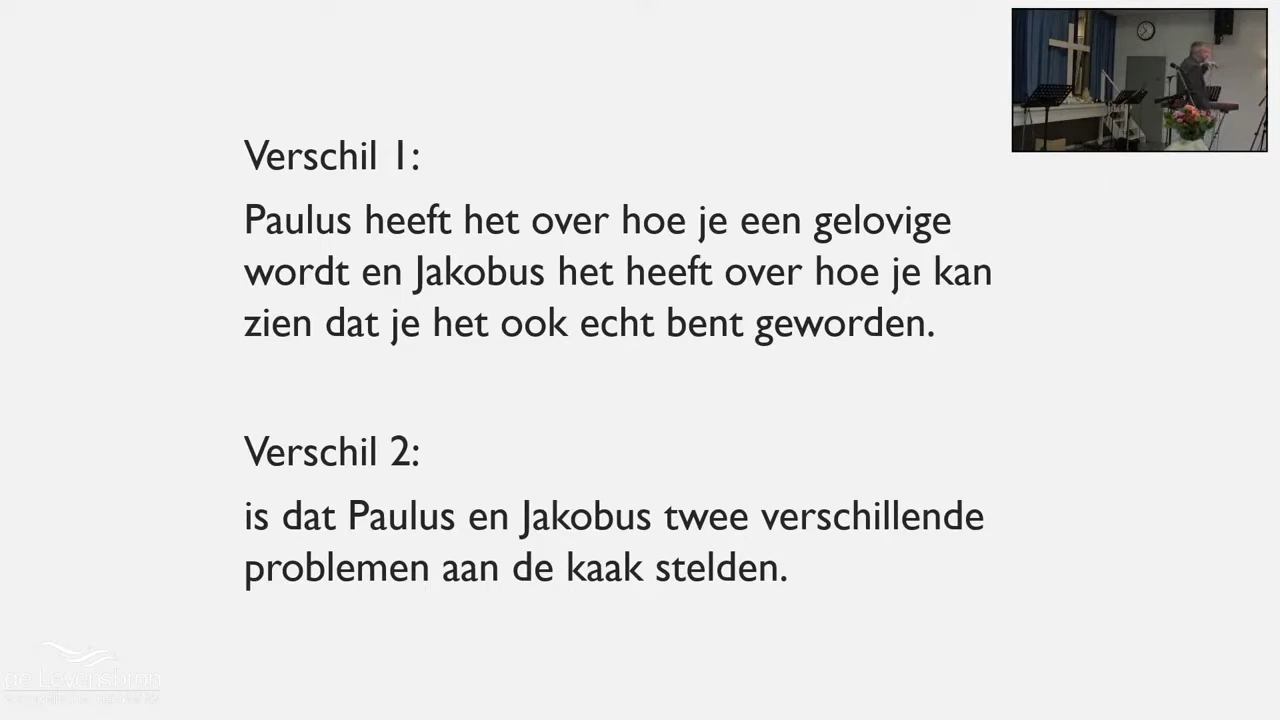 Verschil 1:
Paulus heeft het over hoe je een gelovige
wordt en Jakobus het heeft over hoe je kan
zien dat je het ook echt bent geworden.
Verschil 2:
is dat Paulus en Jakobus twee verschillende
problemen aan de kaak stelden.
de Levensbron